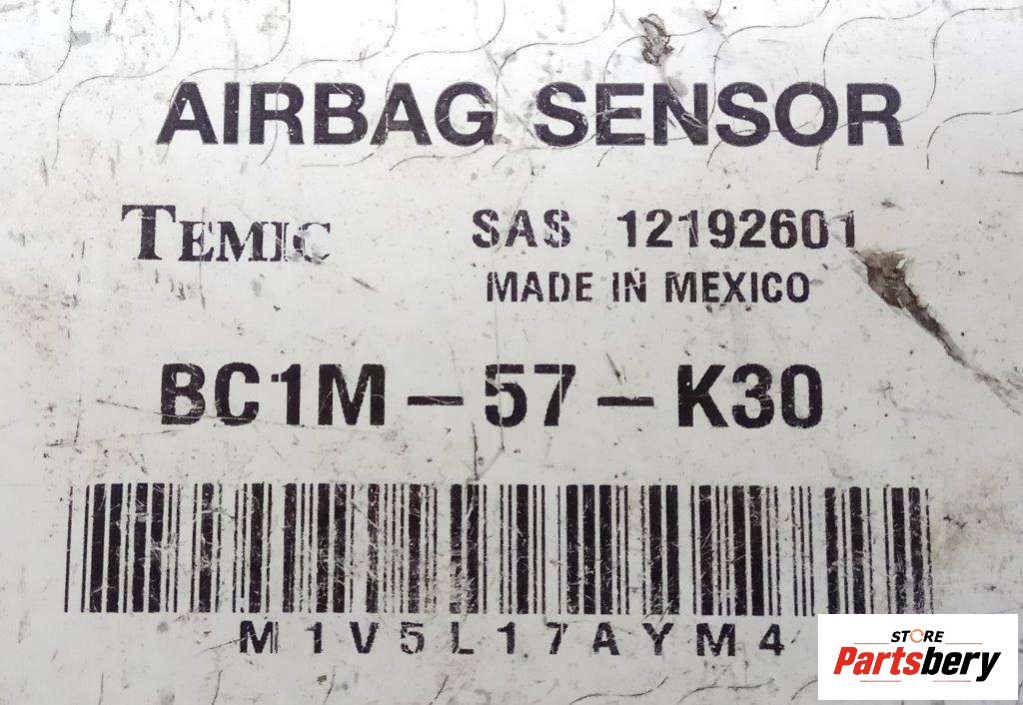 AIRBAG SENSOR
TEMIC SAS 12192601
MADE IN MEXICO
BC1M - 57 - K30
M1V5L17AYM4
STORE
Partsbery